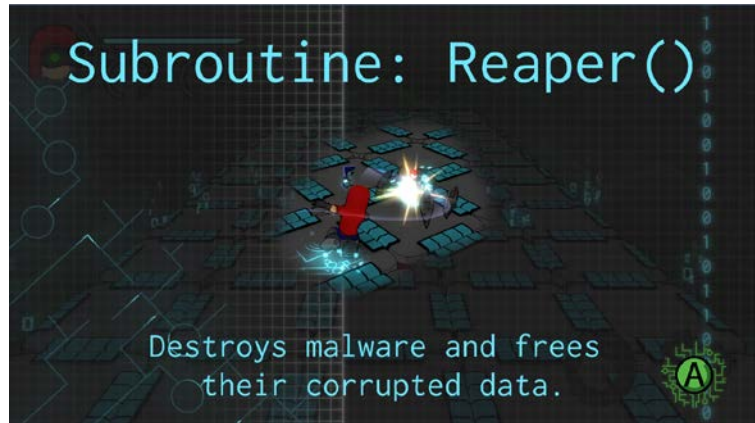 Subroutine: Reaper()
Destroys malware and frees
their corrupted data.
A